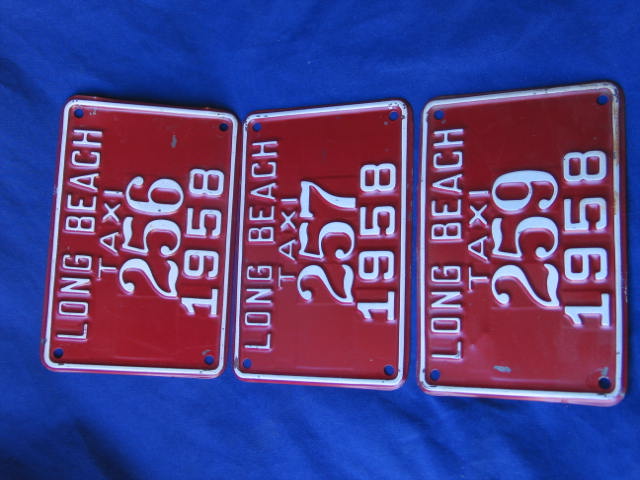 LONG BEACH
TAXI
256
1958
LONG BEACH
TAXI
257
1958
LONG BEACH
TAXI
259
1958